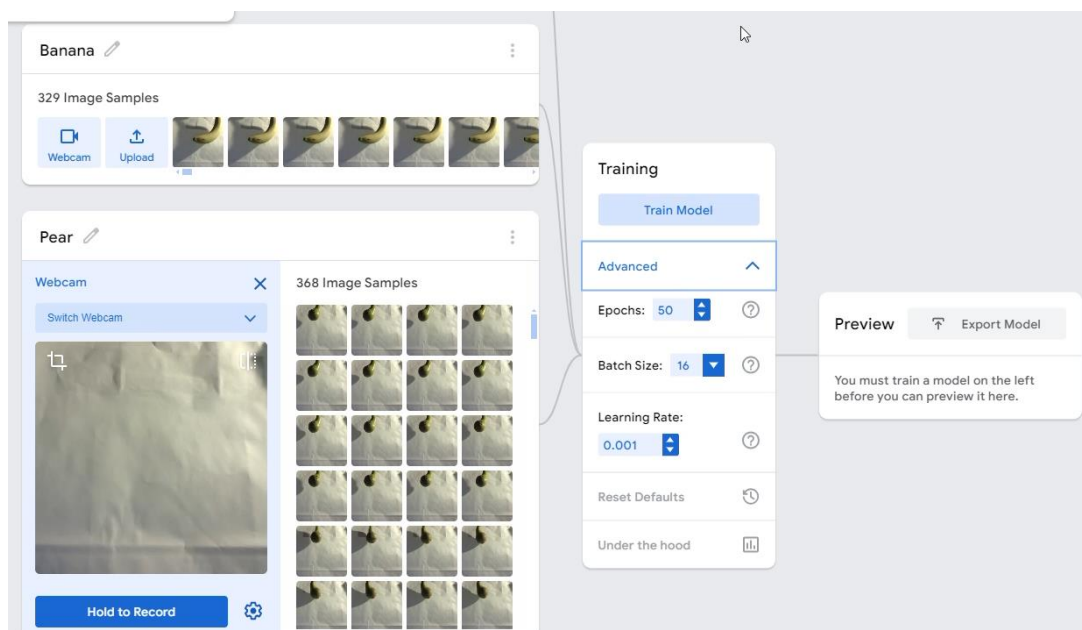 Banana
329 Image Samples
Webcam
Upload
Pear
Webcam
Switch Webcam
Hold to Record
368 Image Samples
Training
Train Model
Advanced
Epochs: 50
Batch Size: 16
Learning Rate:
0.001
Reset Defaults
Under the hood
Preview
Export Model
You must train a model on the left
before you can preview it here.